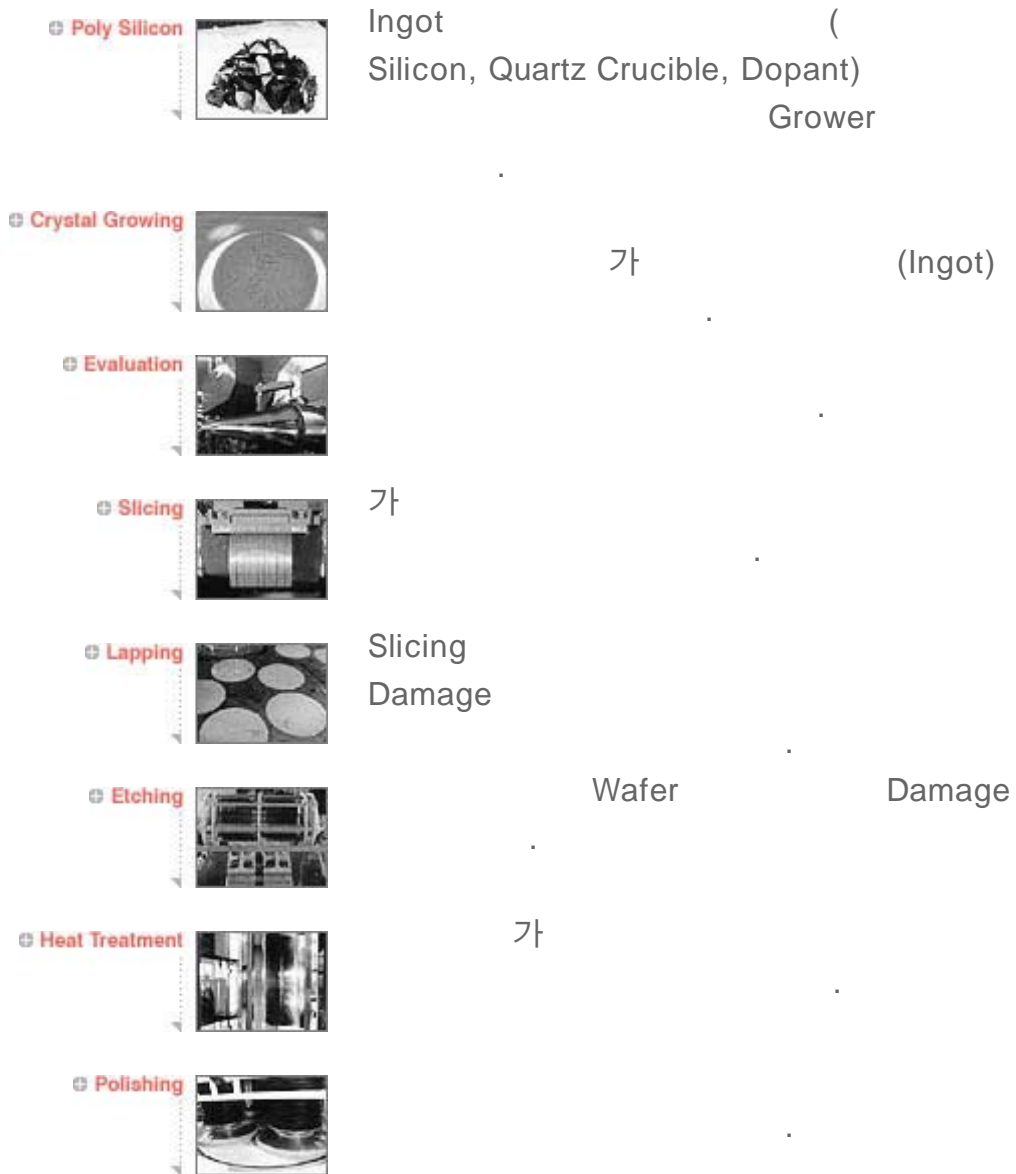 Poly Silicon
Ingot (
Silicon, Quartz Crucible, Dopant)
Grower
.
Crystal Growing
가 (Ingot)
.
Evaluation
.
Slicing
가
.
Lapping
Slicing
Damage
.
Etching
Wafer Damage
.
Heat Treatment
가
.
Polishing
.